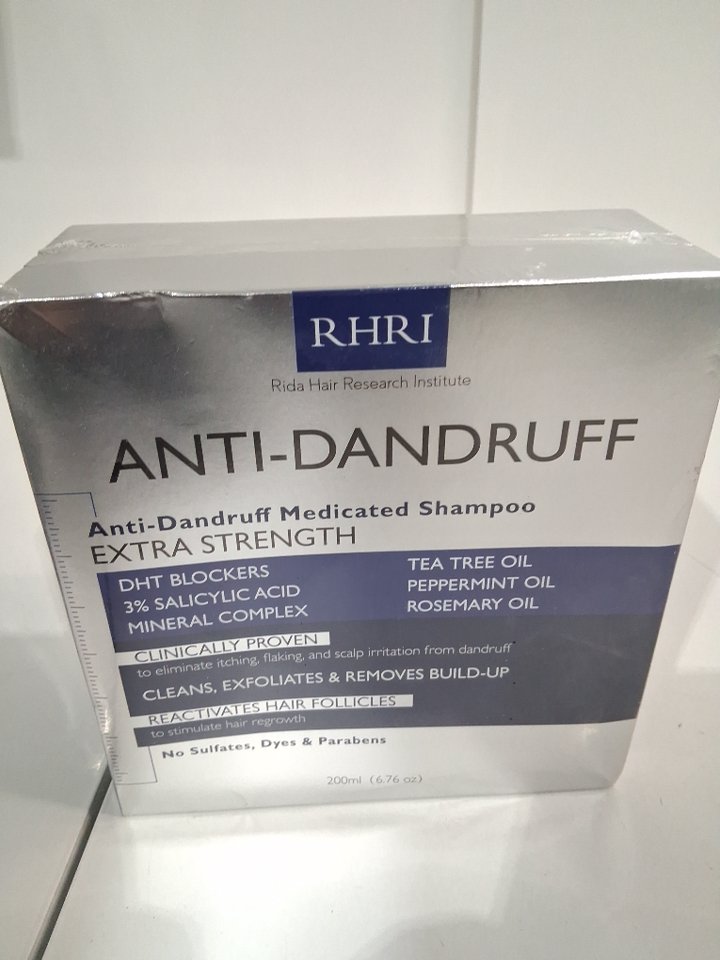 RHRI
Rida Hair Research Institute
ANTI-DANDRUFF
Anti-Dandruff Medicated Shampoo
EXTRA STRENGTH
DHT BLOCKERS
3% SALICYLIC ACID
MINERAL COMPLEX
TEA TREE OIL
PEPPERMINT OIL
ROSEMARY OIL
CLINICALLY PROVEN
to eliminate itching, flaking, and scalp irritation from dandruff
CLEANS, EXFOLIATES & REMOVES BUILD-UP
REACTIVATES HAIR FOLLICLES
to stimulate hair regrowth
No Sulfates, Dyes & Parabens
200ml (6.76 oz)